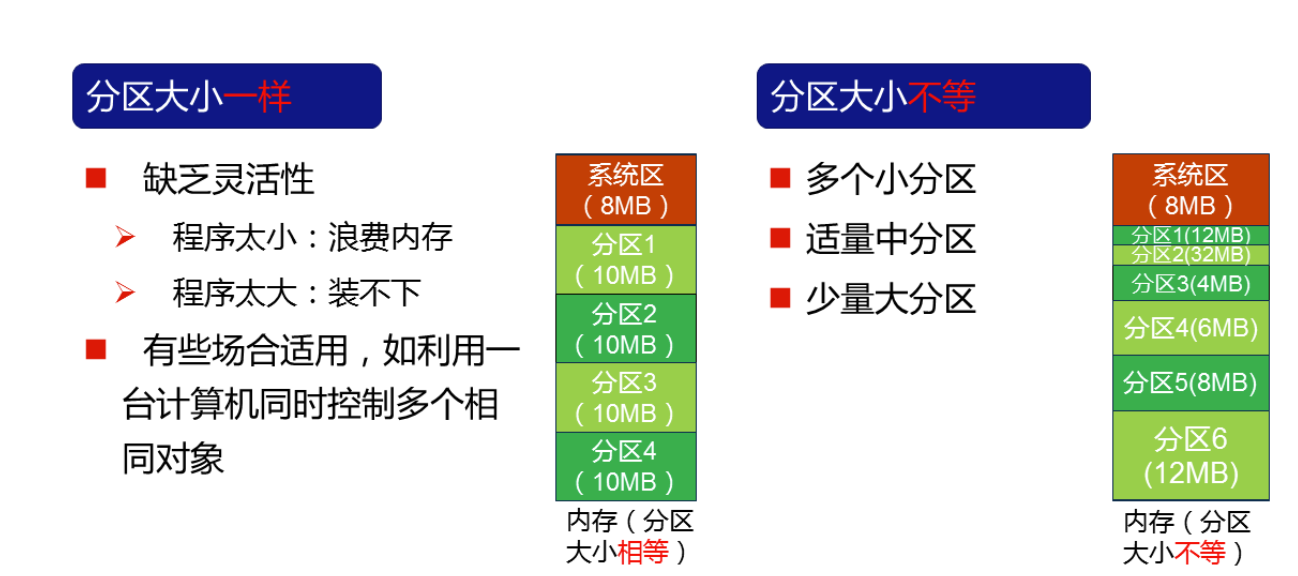 分区大小一样
缺乏灵活性
程序太小：浪费内存
程序太大：装不下
有些场合适用，如利用一
台计算机同时控制多个相
同对象
系统区
（8MB）
分区1
（10MB）
分区2
（10MB）
分区3
（10MB）
分区4
（10MB）
内存（分区
大小相等）
分区大小不等
多个小分区
适量中分区
少量大分区
系统区
（8MB）
分区1(12MB)
分区2(32MB)
分区3(4MB)
分区4(6MB)
分区5(8MB)
分区6
(12MB)
内存（分区
大小不等）